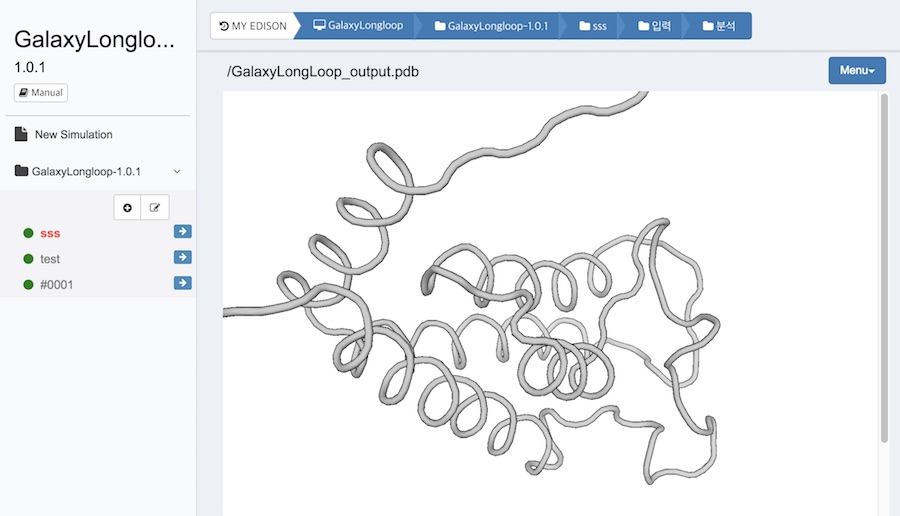 GalaxyLonglo...
1.0.1
Manual
New Simulation
GalaxyLongloop-1.0.1
sss
test
#0001
MY EDISON
GalaxyLongloop
GalaxyLongloop-1.0.1
sss
입력
분석
/GalaxyLongLoop_output.pdb
Menu